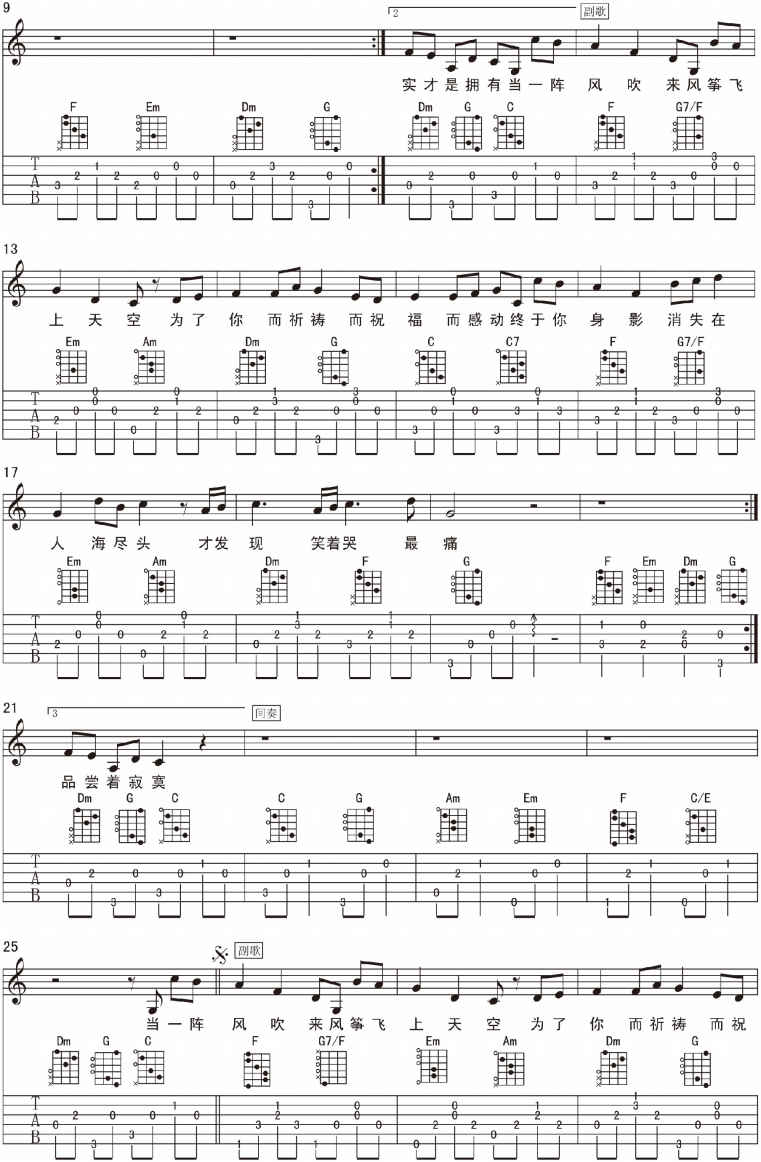 9
2 副歌
实才是拥有当一阵 风 吹 来风筝飞
F Em Dm G Dm G C F G7/F
13
上 天 空 为了 你 而祈祷而祝 福 而感动终于你 身 影 消失在
Em Am Dm G C C7 F G7/F
17
人 海尽头 才发 现 笑着哭 最 痛
Em Am Dm F G F Em Dm G
21
3 间奏
品尝着寂寞
Dm G C C G Am Em F C/E
25
副歌
当一阵 风 吹 来风筝飞 上 天 空 为了 你 而祈祷而祝
Dm G C F G7/F Em Am Dm G